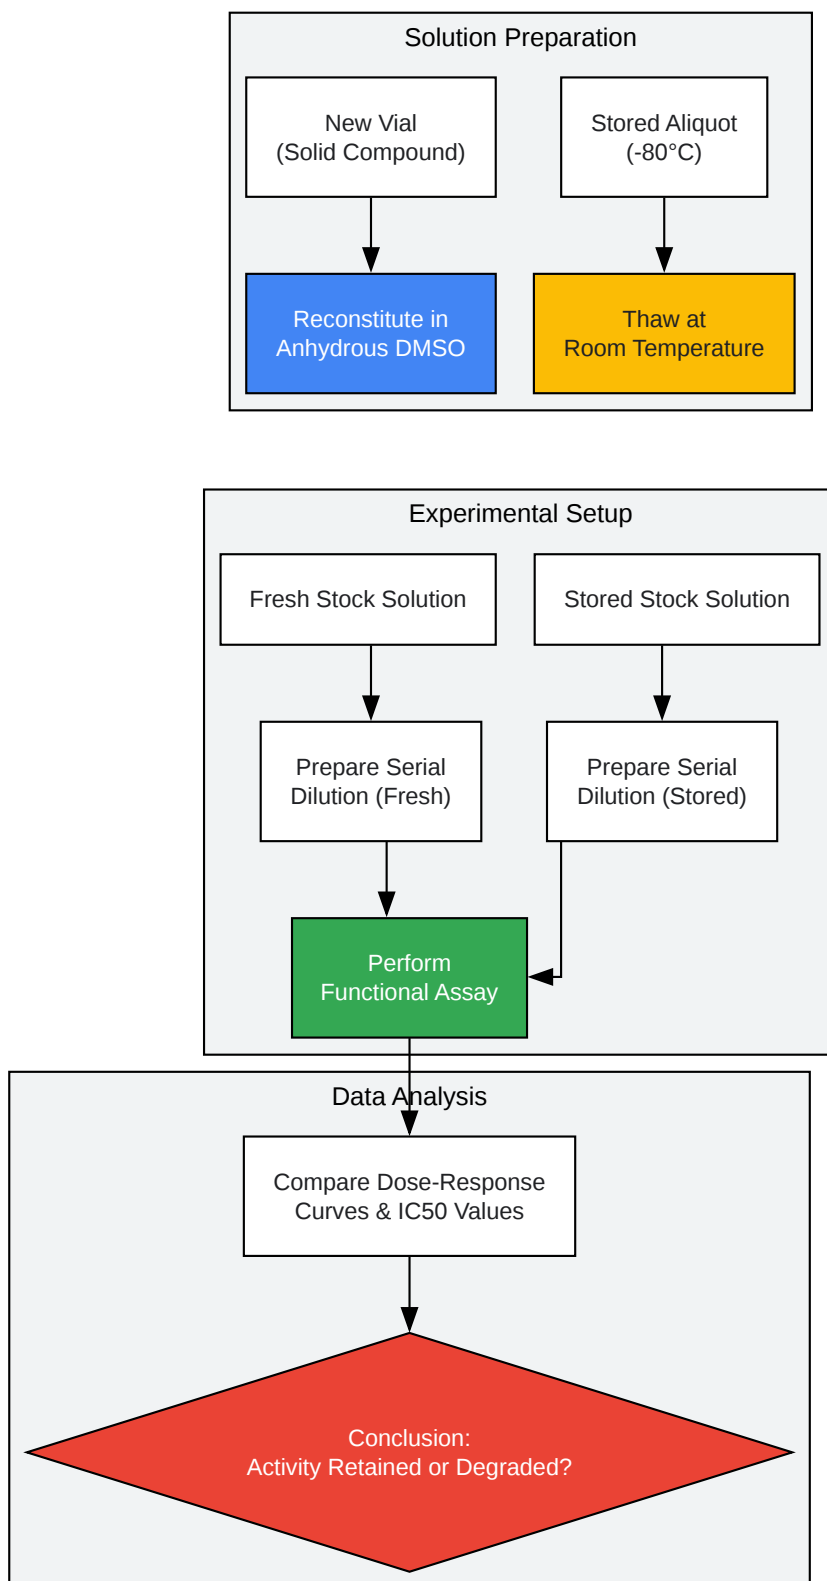 Solution Preparation
New Vial
(Solid Compound)
Stored Aliquot
(-80°C)
Reconstitute in
Anhydrous DMSO
Thaw at
Room Temperature
Experimental Setup
Fresh Stock Solution
Stored Stock Solution
Prepare Serial
Dilution (Fresh)
Prepare Serial
Dilution (Stored)
Perform
Functional Assay
Data Analysis
Compare Dose-Response
Curves & IC50 Values
Conclusion:
Activity Retained or Degraded?